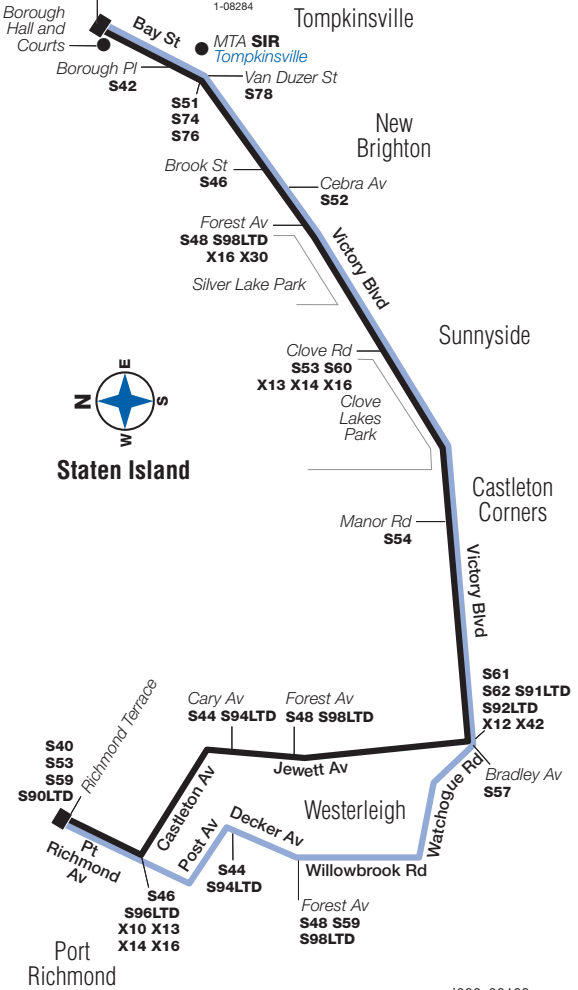 1-08284
Tompkinsville
Borough
Hall and
Courts
Bay St
MTA SIR
Tompkinsville
Borough Pl
S42
Van Duzer St
S78
S51
S74
S76
New
Brighton
Brook St
S46
Cebra Av
S52
Forest Av
S48 S98LTD
X16 X30
Victory Blvd
Silver Lake Park
Sunnyside
Clove Rd
S53 S60
X13 X14 X16
Clove
Lakes
Park
E
N
S
W
Staten Island
Castleton
Corners
Manor Rd
S54
Victory Blvd
S61
S62 S91LTD
S92LTD
X12 X42
Cary Av
S44 S94LTD
Forest Av
S48 S98LTD
Richmond Terrace
S40
S53
S59
S90LTD
Jewett Av
Castleton Av
Bradley Av
S57
Watchogue Rd
Westerleigh
Decker Av
Post Av
Pt
Richmond
Av
S44
S94LTD
Willowbrook Rd
S46
S96LTD
X10 X13
X14 X16
Forest Av
S48 S59
S98LTD
Port
Richmond